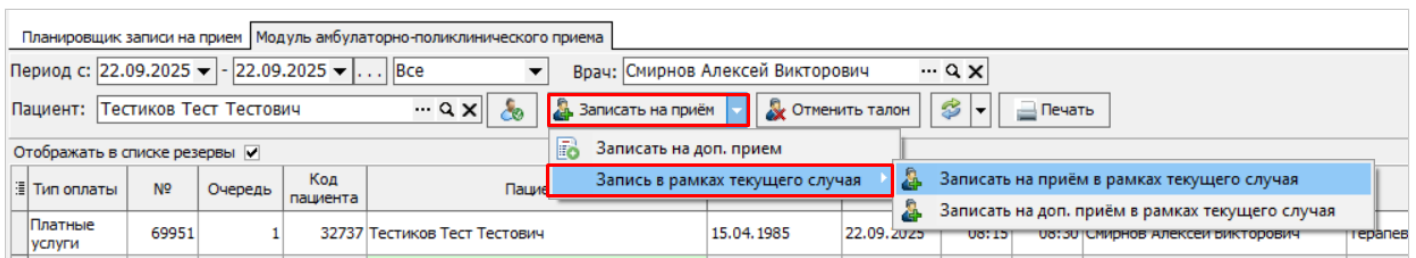 Планировщик записи на прием Модуль амбулаторно-поликлинического приема
Период с: 22.09.2025 - 22.09.2025 ... Все Врач: Смирнов Алексей Викторович ...
Пациент: Тестиков Тест Тестович ... Записать на приём Отменить талон Печать
Отображать в списке резервы Записать на доп. прием
Тип оплаты № Очередь Код пациента Запись в рамках текущего случая Записать на приём в рамках текущего случая
Записать на доп. приём в рамках текущего случая
Платные услуги 69951 1 32737 Тестиков Тест Тестович 15.04.1985 22.09.2025 08:15 08:30 Смирнов Алексей Викторович